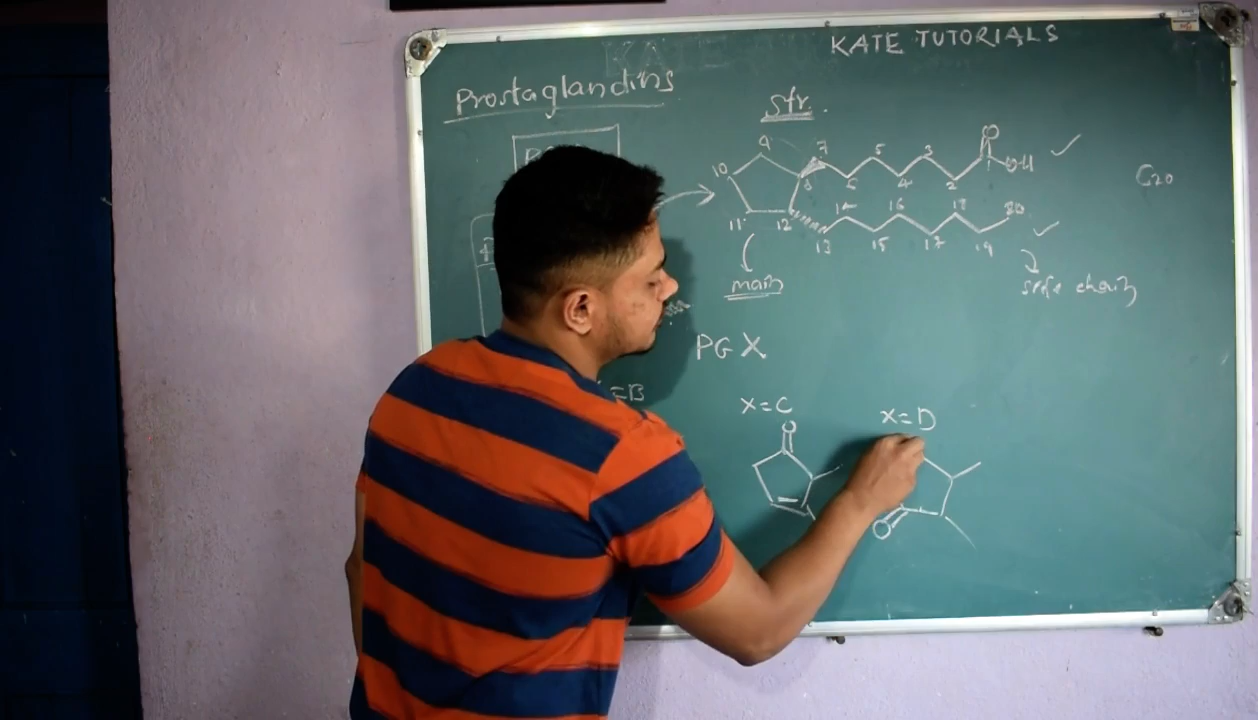 KATE TUTORIALS
Prostaglandins
Str.
9 7 5 3 O
10 8 6 4 2 OH
C20
11 12 14 16 18 20
13 15 17 19
main
side chain
PG X
=B
X=C
X=D
O
O